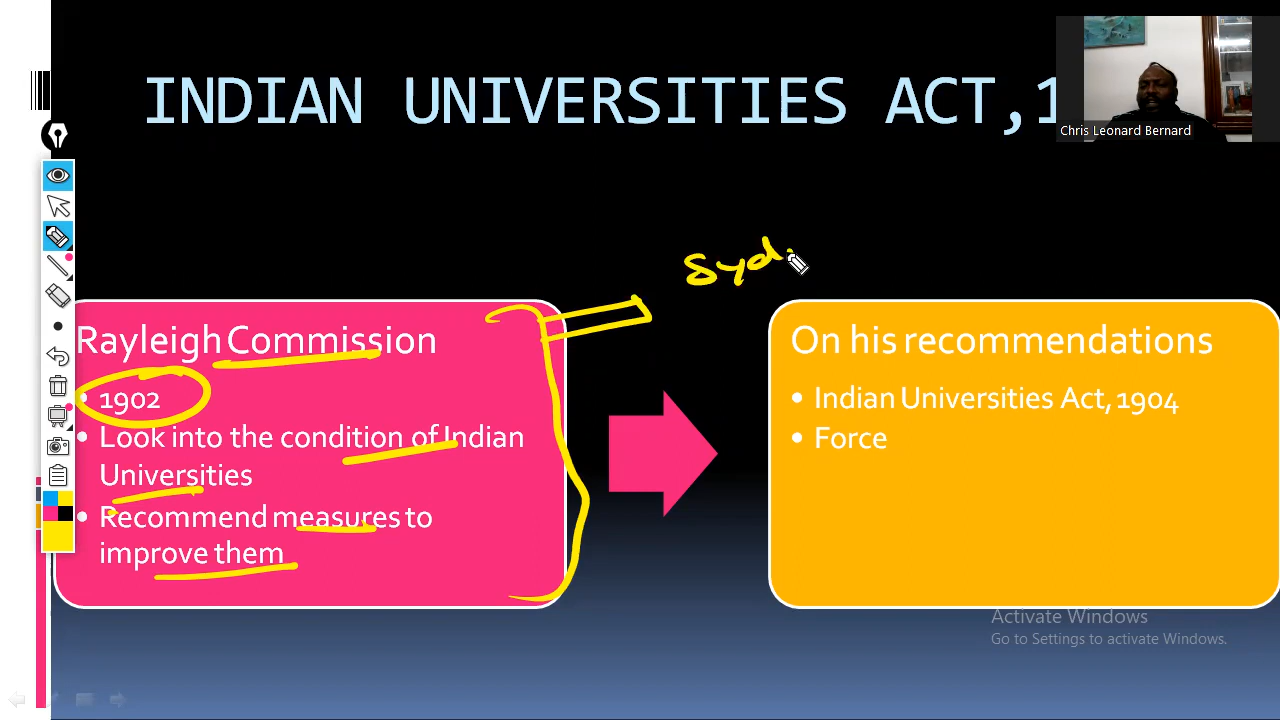 INDIAN UNIVERSITIES ACT,1
Chris Leonard Bernard
Syd
Rayleigh Commission
• 1902
• Look into the condition of Indian
Universities
• Recommend measures to
improve them
On his recommendations
• Indian Universities Act, 1904
• Force
Activate Windows
Go to Settings to activate Windows.